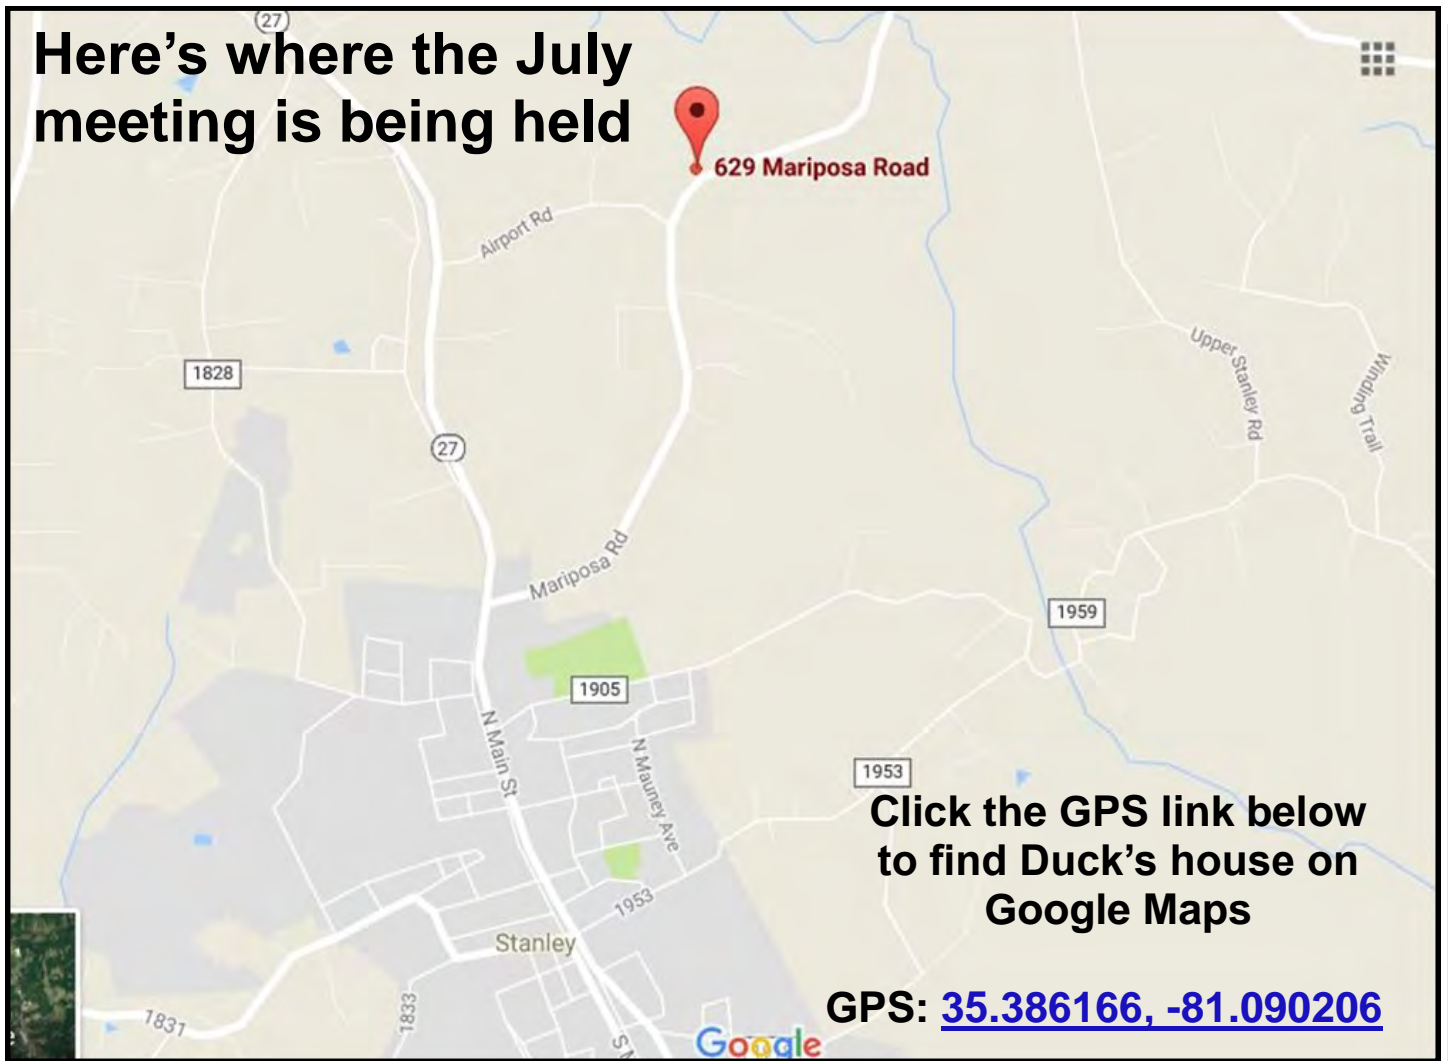 27
Here's where the July
meeting is being held
629 Mariposa Road
Airport Rd
1828
27
Upper Stanley Rd
Winding Trail
Mariposa Rd
1959
1905
N Main St
N Mauney Ave
1953
Click the GPS link below
to find Duck's house on
Google Maps
1953
Stanley
GPS: 35.386166, -81.090206
1831
1833
Google